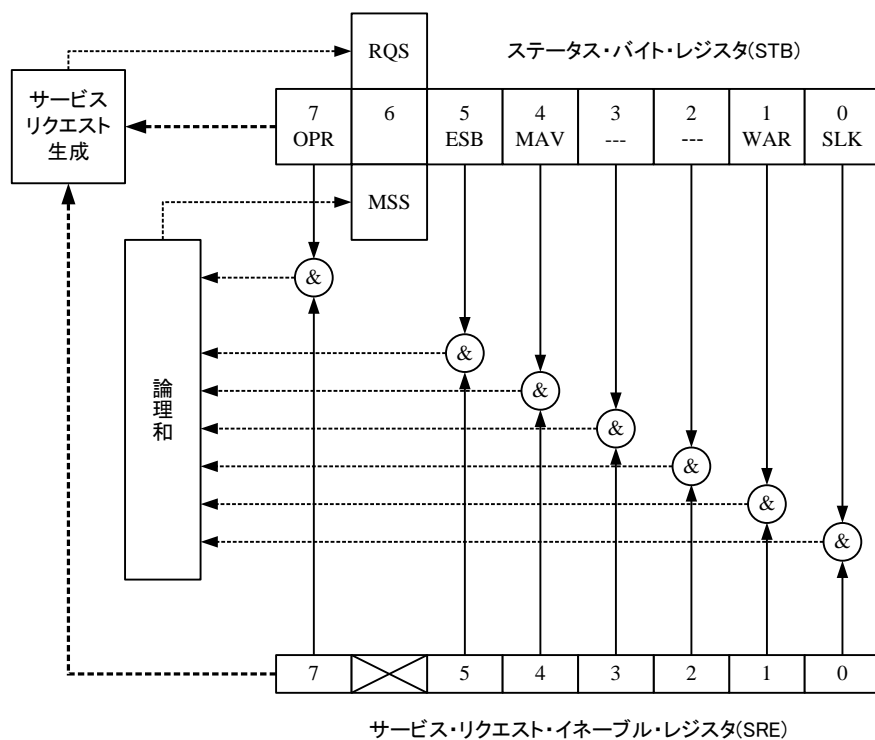 RQS
ステータス・バイト・レジスタ(STB)
サービス
リクエスト
生成
7
OPR
6
5
ESB
4
MAV
3
---
2
---
1
WAR
0
SLK
MSS
&
&
&
&
&
&
&
論理和
7
5
4
3
2
1
0
サービス・リクエスト・イネーブル・レジスタ(SRE)